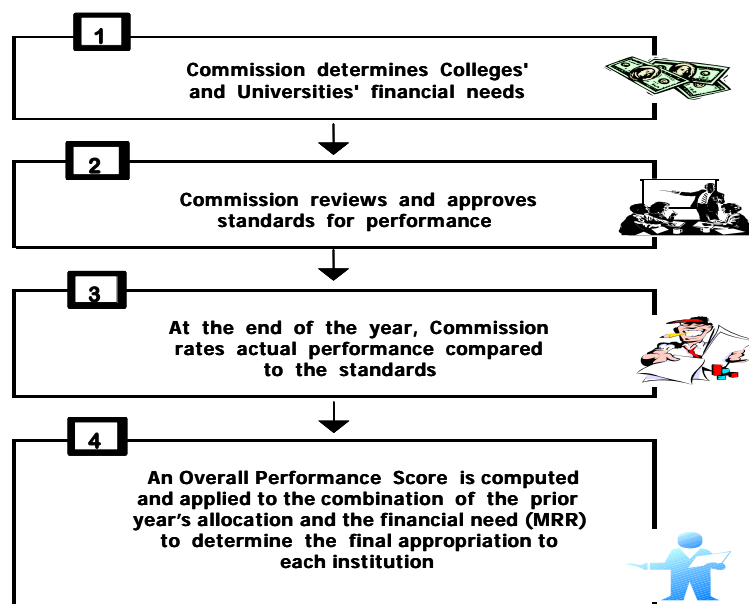 1
Commission determines Colleges'
and Universities' financial needs
2
Commission reviews and approves
standards for performance
3
At the end of the year, Commission
rates actual performance compared
to the standards
4
An Overall Performance Score is computed
and applied to the combination of the prior
year's allocation and the financial need (MRR)
to determine the final appropriation to
each institution